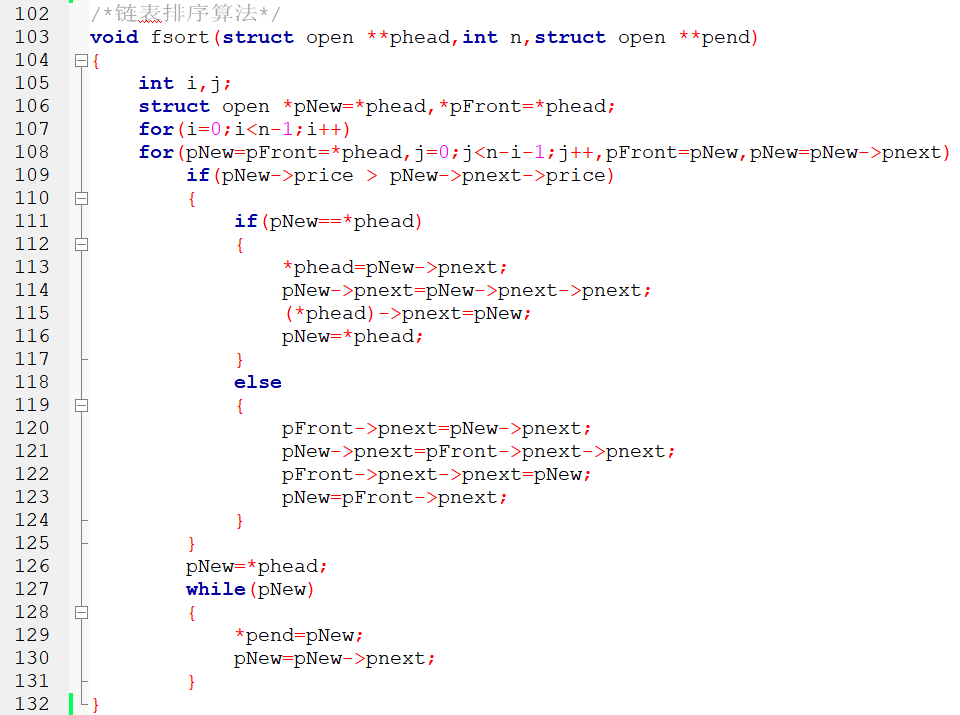 102 /*链表排序算法*/
103 void fsort(struct open **phead,int n,struct open **pend)
104 {
105     int i,j;
106     struct open *pNew=*phead,*pFront=*phead;
107     for(i=0;i<n-1;i++)
108     for(pNew=pFront=*phead,j=0;j<n-i-1;j++,pFront=pNew,pNew=pNew->pnext)
109         if(pNew->price > pNew->pnext->price)
110         {
111             if(pNew==*phead)
112             {
113                 *phead=pNew->pnext;
114                 pNew->pnext=pNew->pnext->pnext;
115                 (*phead)->pnext=pNew;
116                 pNew=*phead;
117             }
118             else
119             {
120                 pFront->pnext=pNew->pnext;
121                 pNew->pnext=pFront->pnext->pnext;
122                 pFront->pnext->pnext=pNew;
123                 pNew=pFront->pnext;
124             }
125         }
126         pNew=*phead;
127         while(pNew)
128         {
129             *pend=pNew;
130             pNew=pNew->pnext;
131         }
132 }